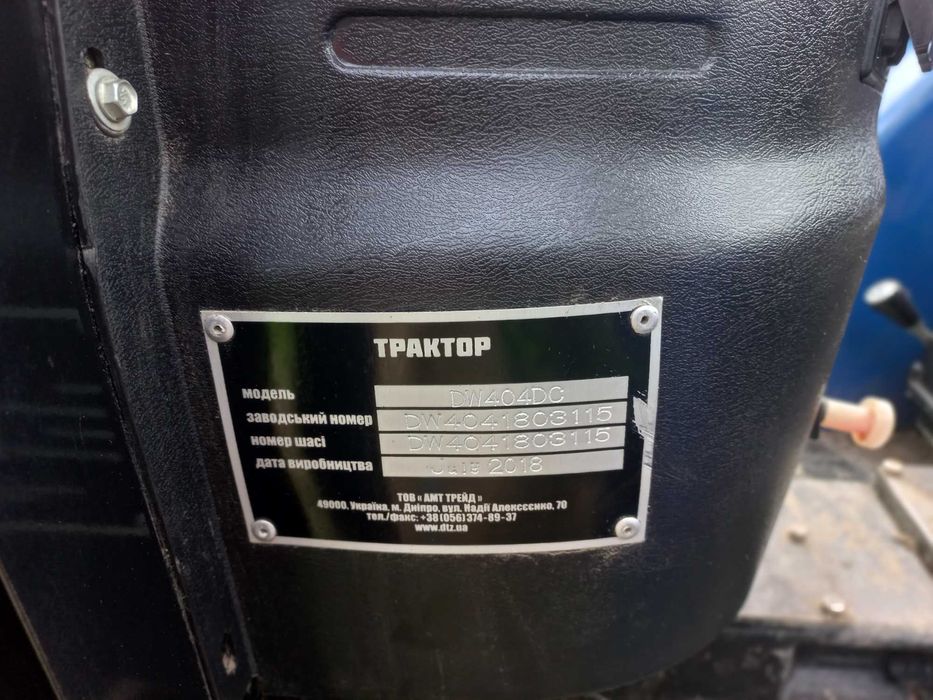 ТРАКТОР
модель DW404DC
заводський номер DW4041803115
номер шасі DW4041803115
дата виробництва July 2018
ТОВ «АМТ ТРЕЙД»
49000, Україна, м. Дніпро, вул. Надії Алексєєнко, 70
тел./факс: +38(056)374-89-37
www.dtz.ua